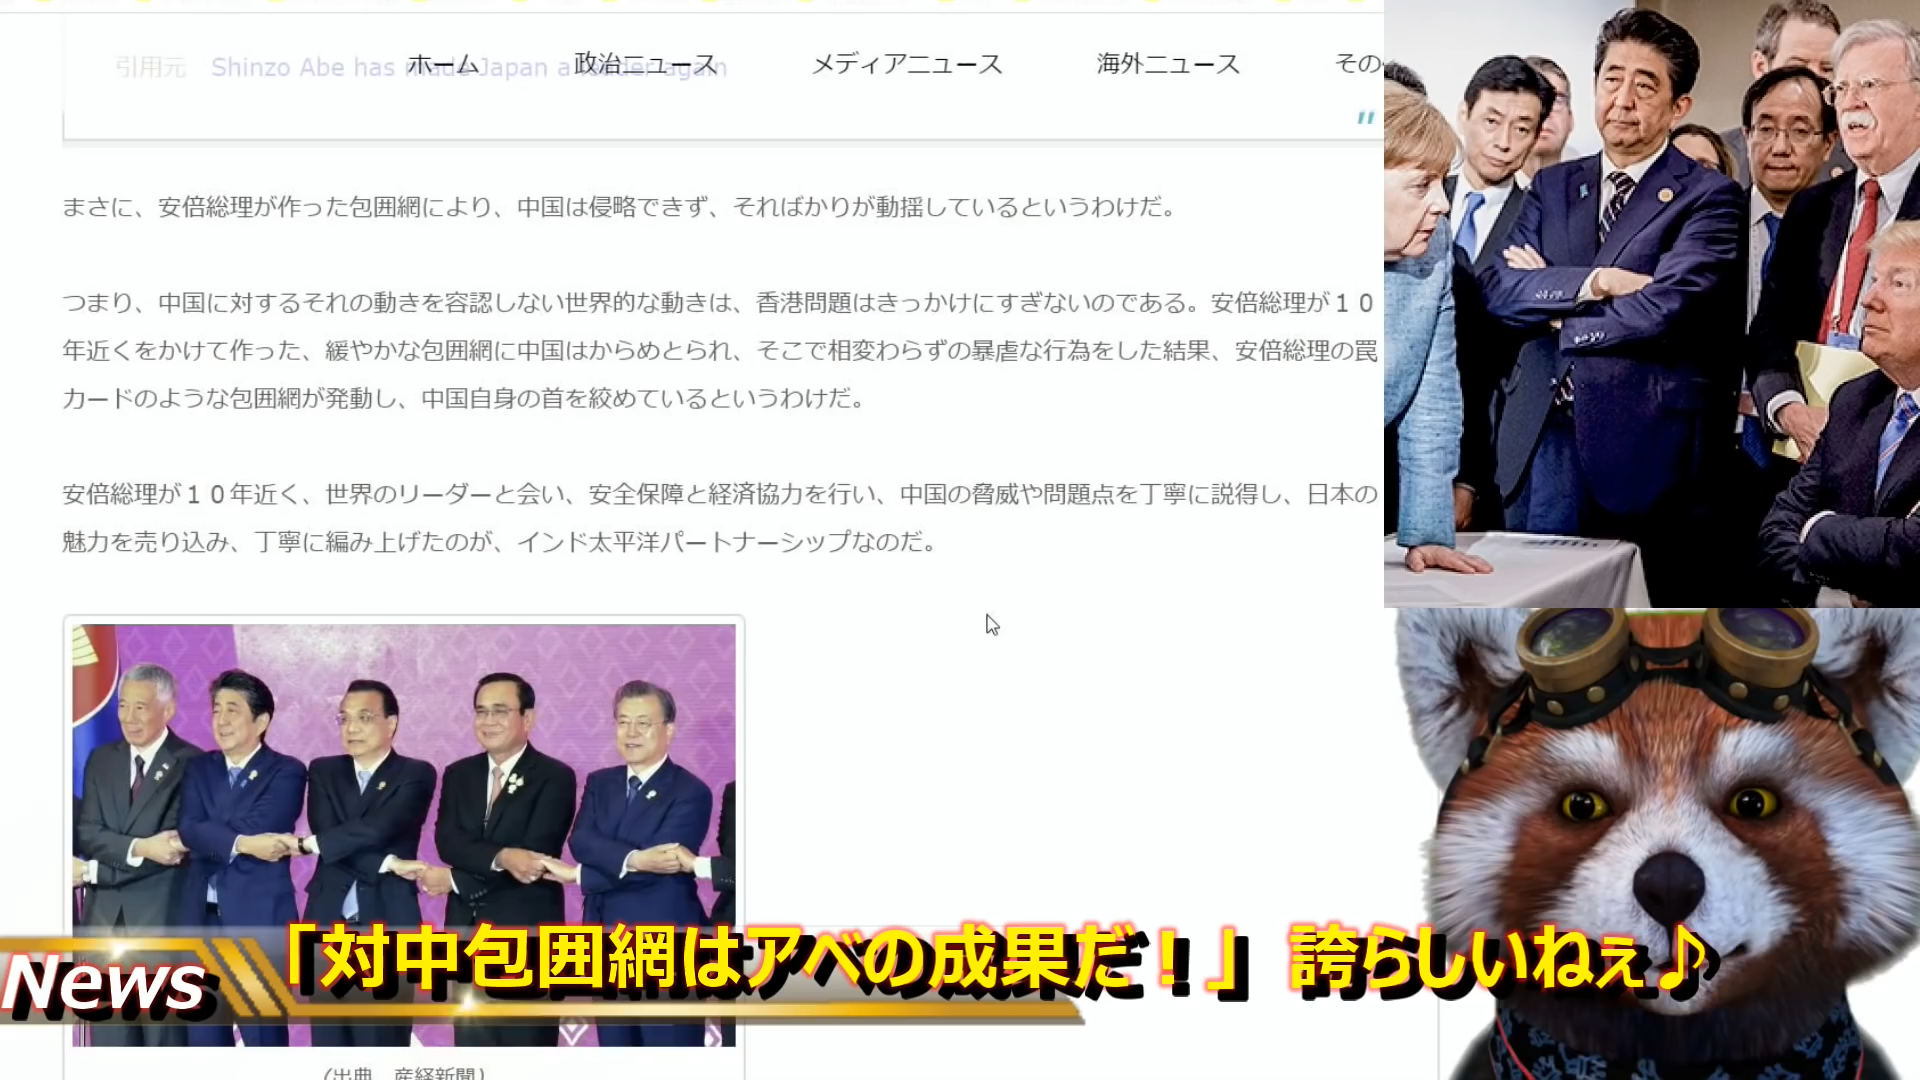 ホーム
政治ニュース
メディアニュース
海外ニュース
その
引用元 Shinzo Abe has made Japan a leader again
"
まさに、安倍総理が作った包囲網により、中国は侵略できず、そればかりが動揺しているというわけだ。
つまり、中国に対するそれの動きを容認しない世界的な動きは、香港問題はきっかけにすぎないのである。安倍総理が10
年近くをかけて作った、緩やかな包囲網に中国はからめとられ、そこで相変わらずの暴虐な行為をした結果、安倍総理の罠
カードのような包囲網が発動し、中国自身の首を絞めているというわけだ。
安倍総理が10年近く、世界のリーダーと会い、安全保障と経済協力を行い、中国の脅威や問題点を丁寧に説得し、日本の
魅力を売り込み、丁寧に編み上げたのが、インド太平洋パートナーシップなのだ。
News
「対中包囲網はアベの成果だ！」誇らしいねぇ♪
(出典 産経新聞)